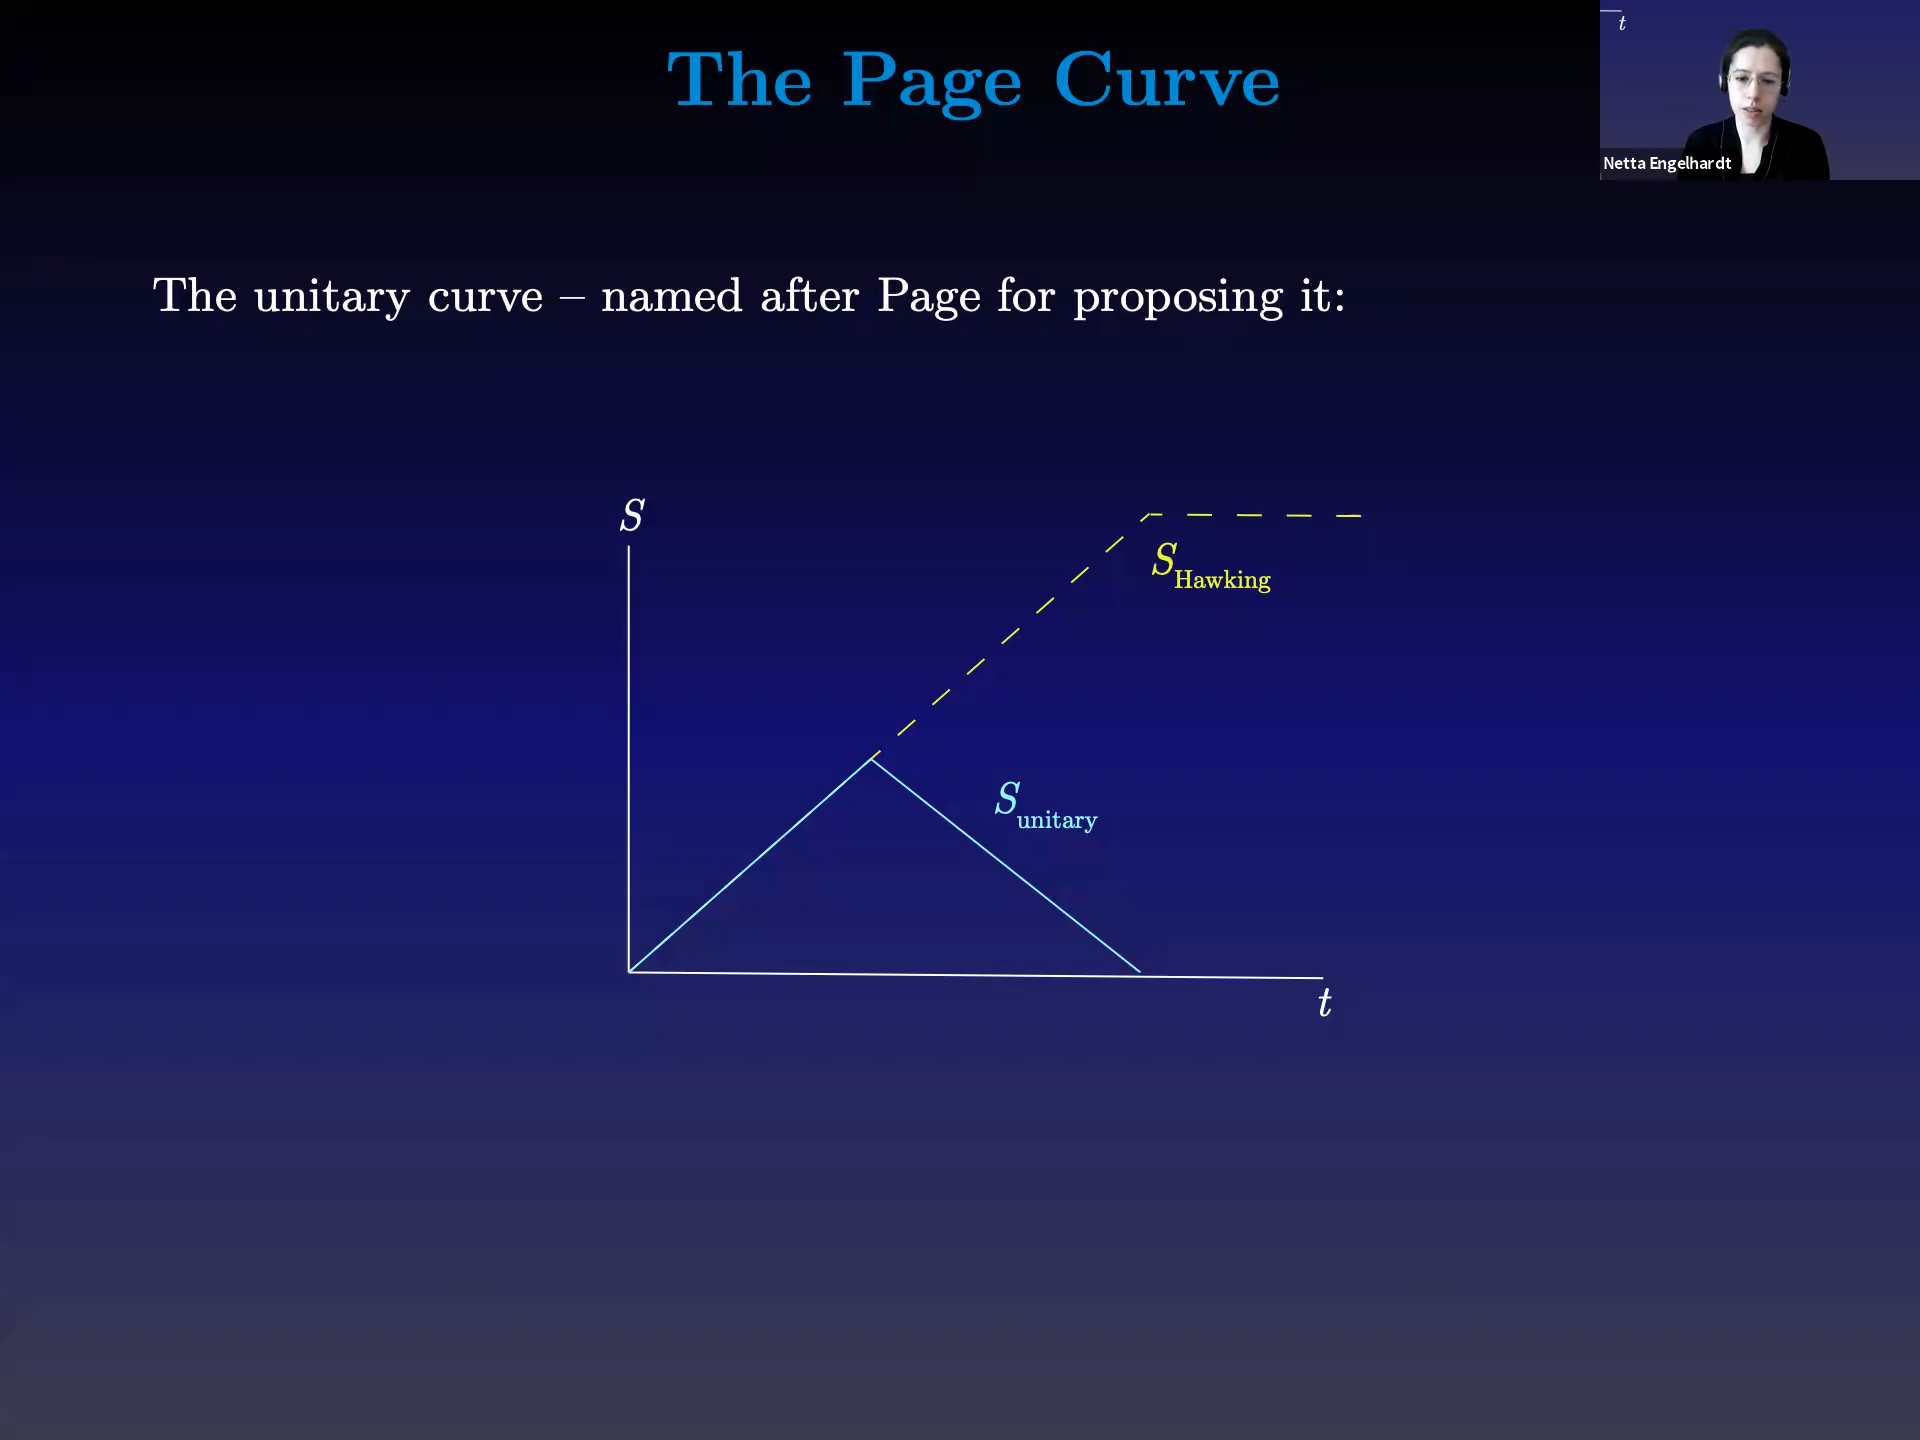 The Page Curve
t
Netta Engelhardt
The unitary curve – named after Page for proposing it:
S
S_Hawking
S_unitary
t